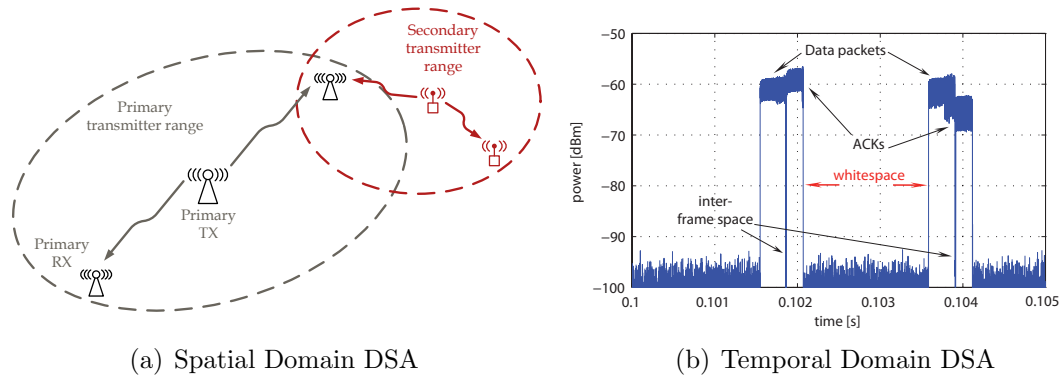 Secondary
transmitter
range
Primary
transmitter range
Primary
TX
Primary
RX
(a) Spatial Domain DSA
−50
−60
−70
−80
−90
−100
power [dBm]
Data packets
ACKs
whitespace
inter-
frame space
0.1
0.101
0.102
0.103
0.104
0.105
time [s]
(b) Temporal Domain DSA